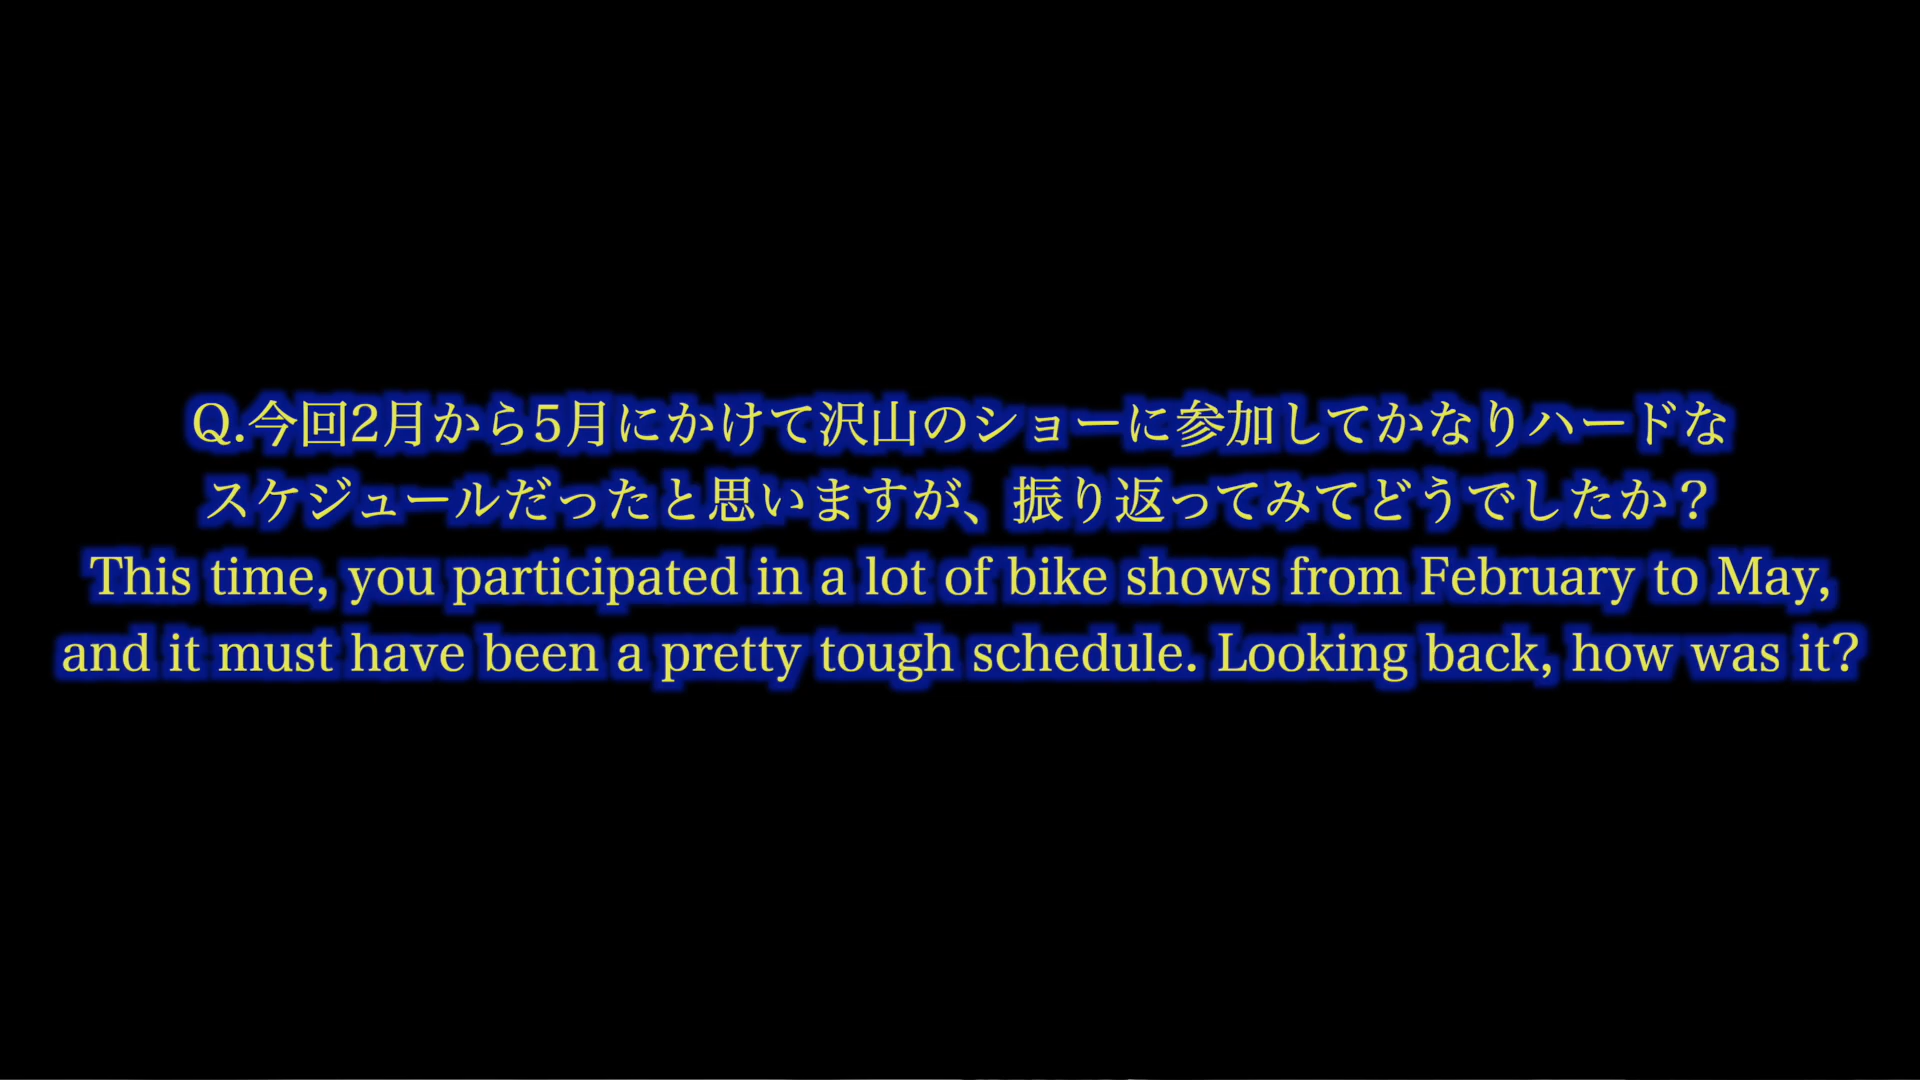 Q.今回2月から5月にかけて沢山のショーに参加してかなりハードな
スケジュールだったと思いますが、振り返ってみてどうでしたか？
This time, you participated in a lot of bike shows from February to May,
and it must have been a pretty tough schedule. Looking back, how was it?